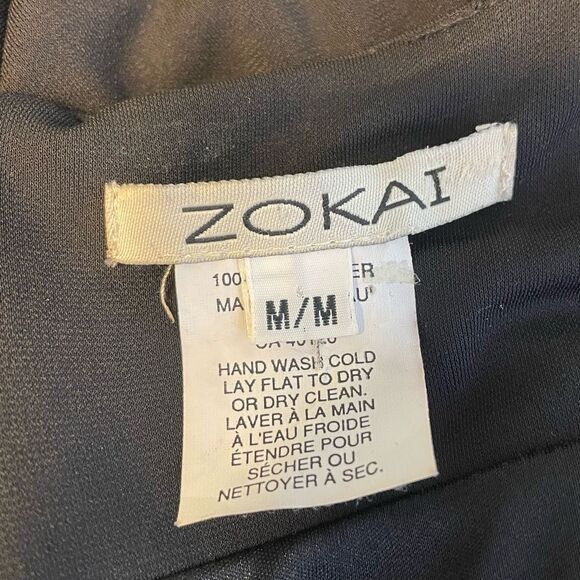 ZOKAI
M/M
HAND WASH COLD
LAY FLAT TO DRY
OR DRY CLEAN.
LAVER À LA MAIN
À L'EAU FROIDE
ÉTENDRE POUR
SÉCHER OU
NETTOYER À SEC.